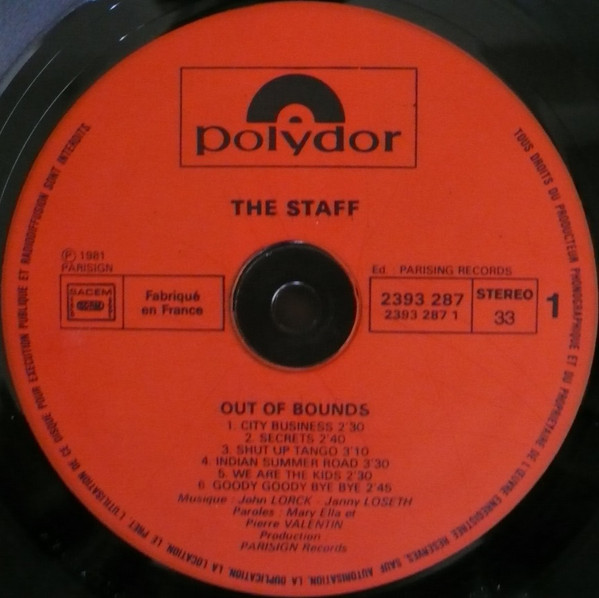 polydor
THE STAFF
℗ 1981
PARISIGN
SACEM
Fabriqué
en France
Ed. PARISING RECORDS
2393 287
2393 287 1
STEREO
33
1
OUT OF BOUNDS
1. CITY BUSINESS 2'30
2. SECRETS 2'40
3. SHUT UP TANGO 3'10
4. INDIAN SUMMER ROAD 3'30
5. WE ARE THE KIDS 2'30
6. GOODY GOODY BYE BYE 2'45
Musique : John LORCK - Janny LOSETH
Paroles : Mary Ella et
Pierre VALENTIN
Production
PARISIGN Records
TOUS DROITS DU PRODUCTEUR PHONOGRAPHIQUE ET DU PROPRIETAIRE DE L'ŒUVRE ENREGISTREE RESERVES. SAUF AUTORISATION, LA DUPLICATION, LA LOCATION, LE PRET, L'UTILISATION DE CE DISQUE POUR EXECUTION PUBLIQUE ET RADIODIFFUSION SONT INTERDITS